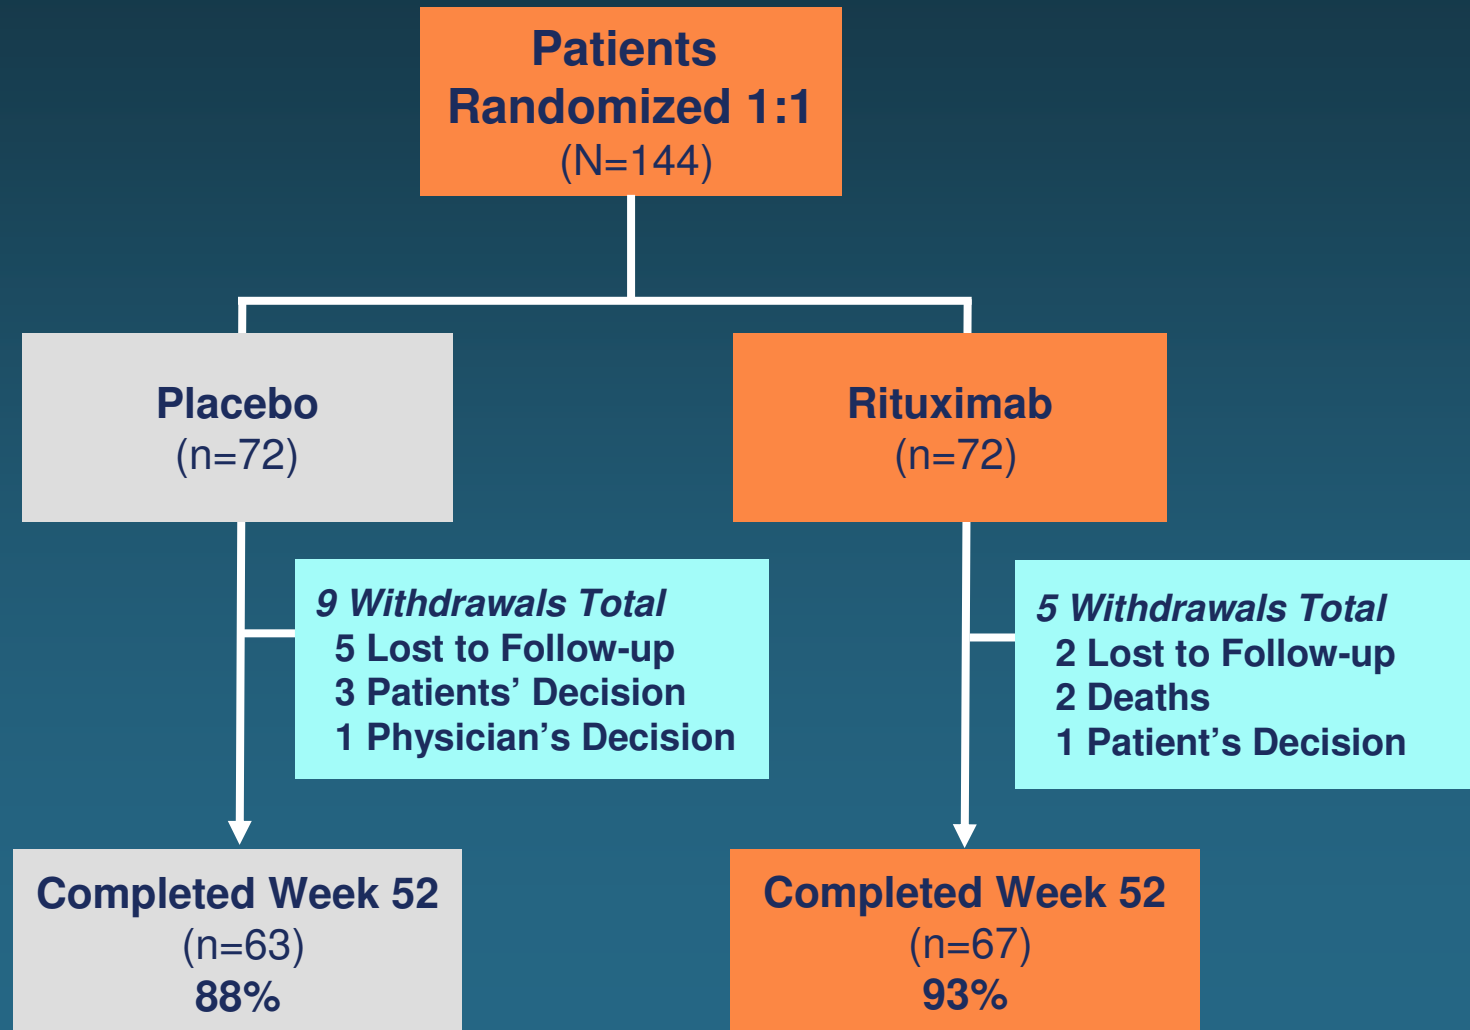 Patients
Randomized 1:1
(N=144)
Placebo
(n=72)
Rituximab
(n=72)
9 Withdrawals Total
5 Lost to Follow-up
3 Patients’ Decision
1 Physician’s Decision
5 Withdrawals Total
2 Lost to Follow-up
2 Deaths
1 Patient’s Decision
Completed Week 52
(n=63)
88%
Completed Week 52
(n=67)
93%